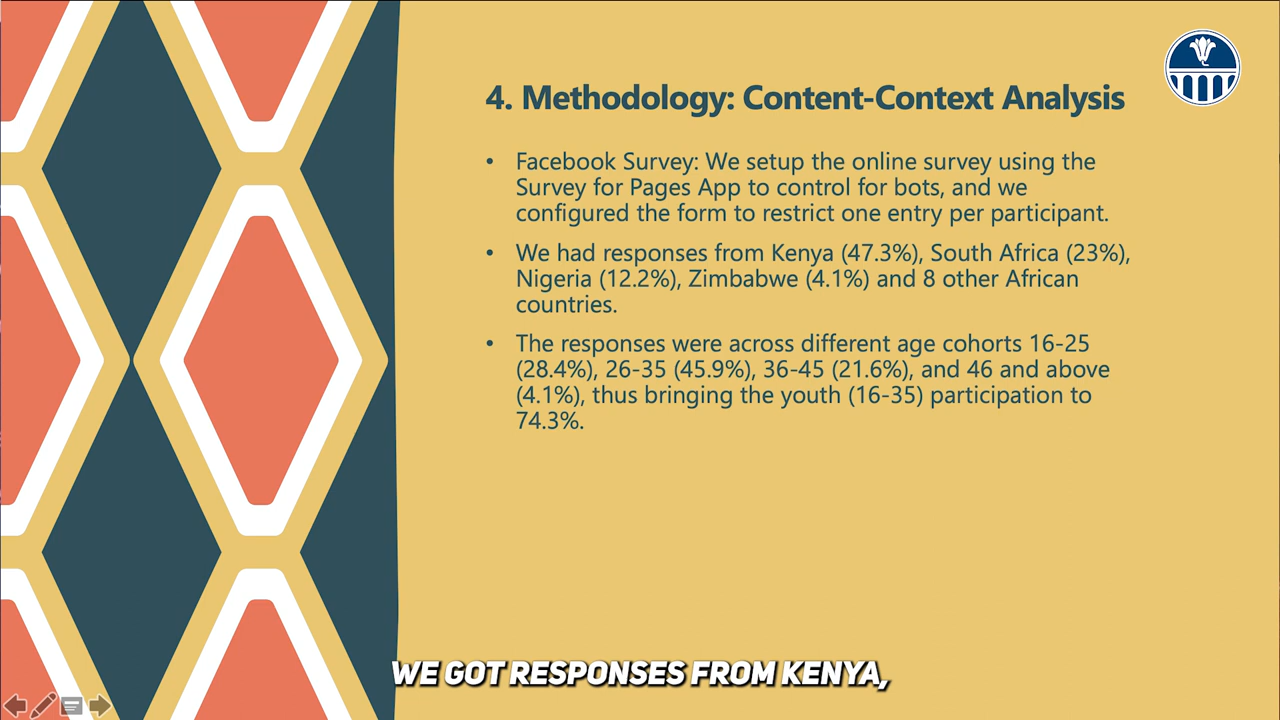 4. Methodology: Content-Context Analysis
• Facebook Survey: We setup the online survey using the
Survey for Pages App to control for bots, and we
configured the form to restrict one entry per participant.
• We had responses from Kenya (47.3%), South Africa (23%),
Nigeria (12.2%), Zimbabwe (4.1%) and 8 other African
countries.
• The responses were across different age cohorts 16-25
(28.4%), 26-35 (45.9%), 36-45 (21.6%), and 46 and above
(4.1%), thus bringing the youth (16-35) participation to
74.3%.
WE GOT RESPONSES FROM KENYA,